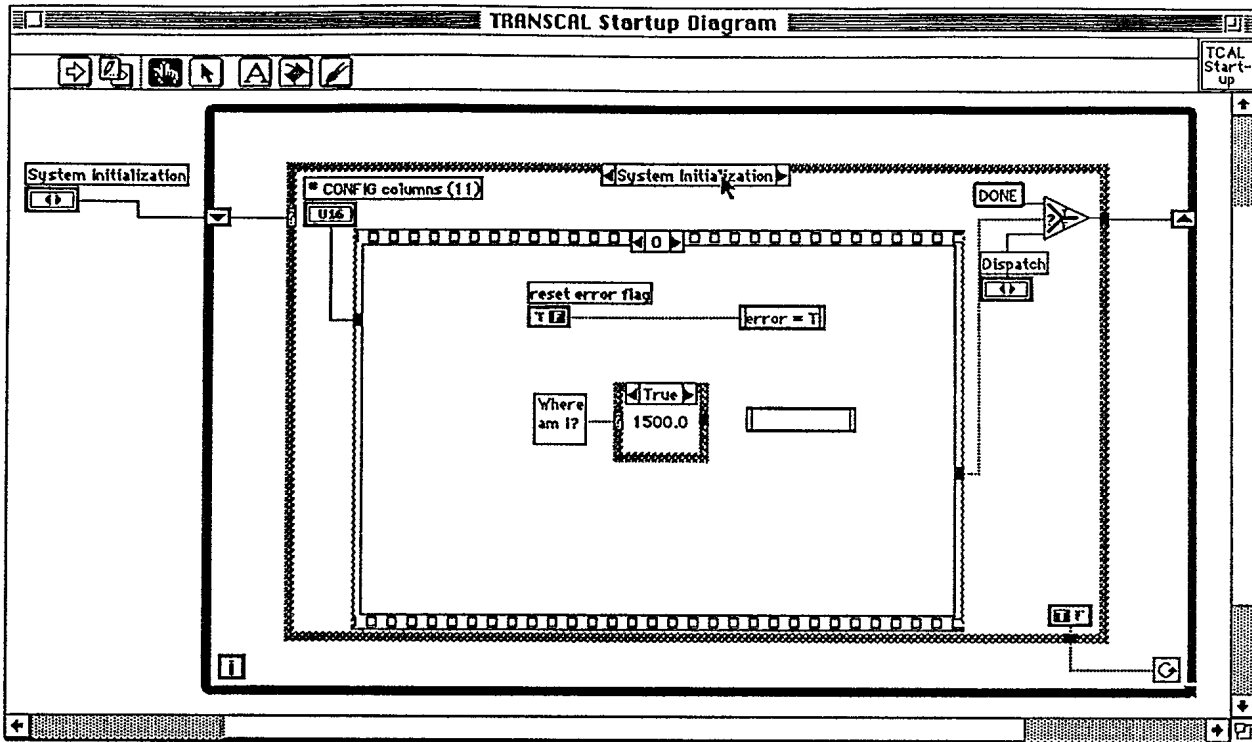 TRANSCAL Startup Diagram
TCAL
Start-
up
A
System Initialization
System Initialization
* CONFIG columns (11)
U16
DONE
?
0
Dispatch
reset error flag
T F
error = T
Where
am I?
True
1500.0
?
T F
i